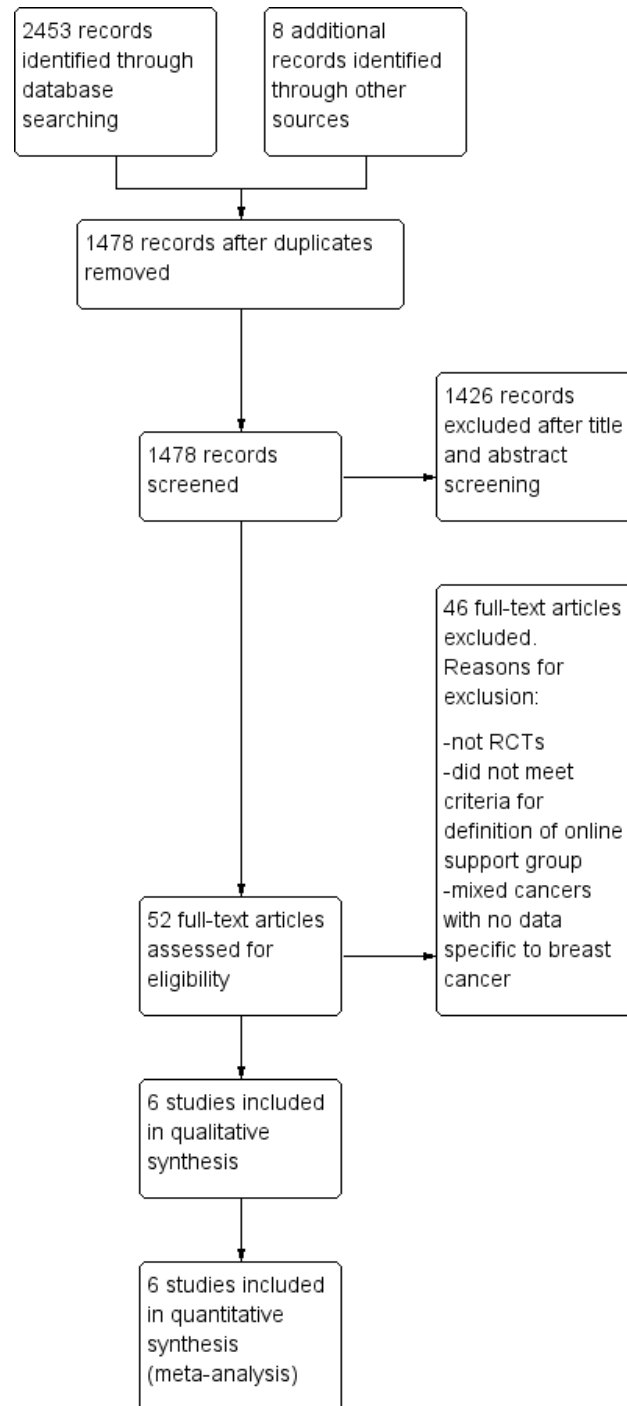 2453 records
identified through
database
searching
8 additional
records identified
through other
sources
1478 records after duplicates
removed
1478 records
screened
1426 records
excluded after title
and abstract
screening
52 full-text articles
assessed for
eligibility
46 full-text articles
excluded.
Reasons for
exclusion:
-not RCTs
-did not meet
criteria for
definition of online
support group
-mixed cancers
with no data
specific to breast
cancer
6 studies included
in qualitative
synthesis
6 studies included
in quantitative
synthesis
(meta-analysis)